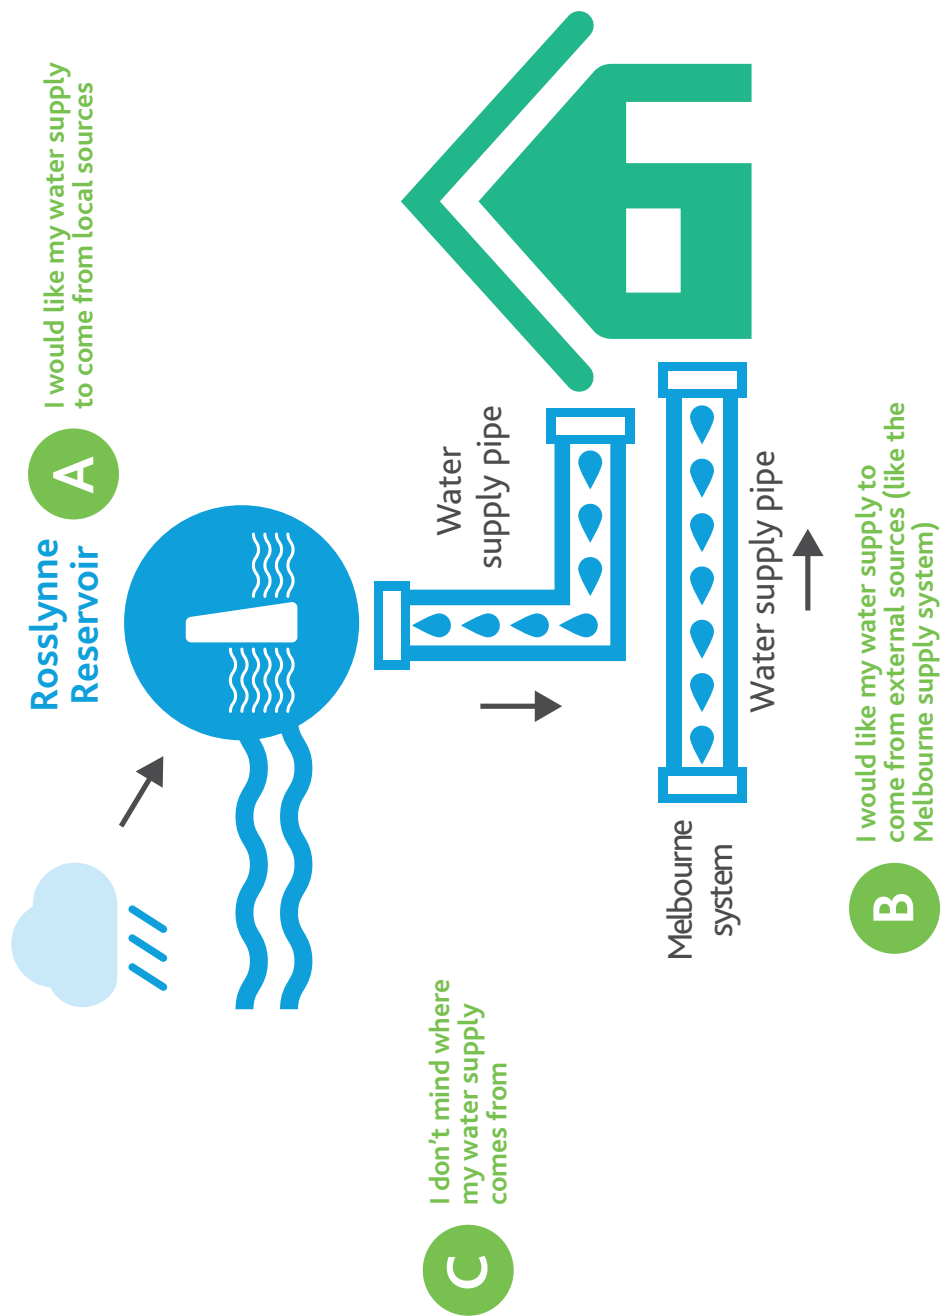 Rosslynne
Reservoir
A
I would like my water supply
to come from local sources
C
I don't mind where
my water supply
comes from
Water
supply pipe
Melbourne
system
Water supply pipe
B
I would like my water supply to
come from external sources (like the
Melbourne supply system)